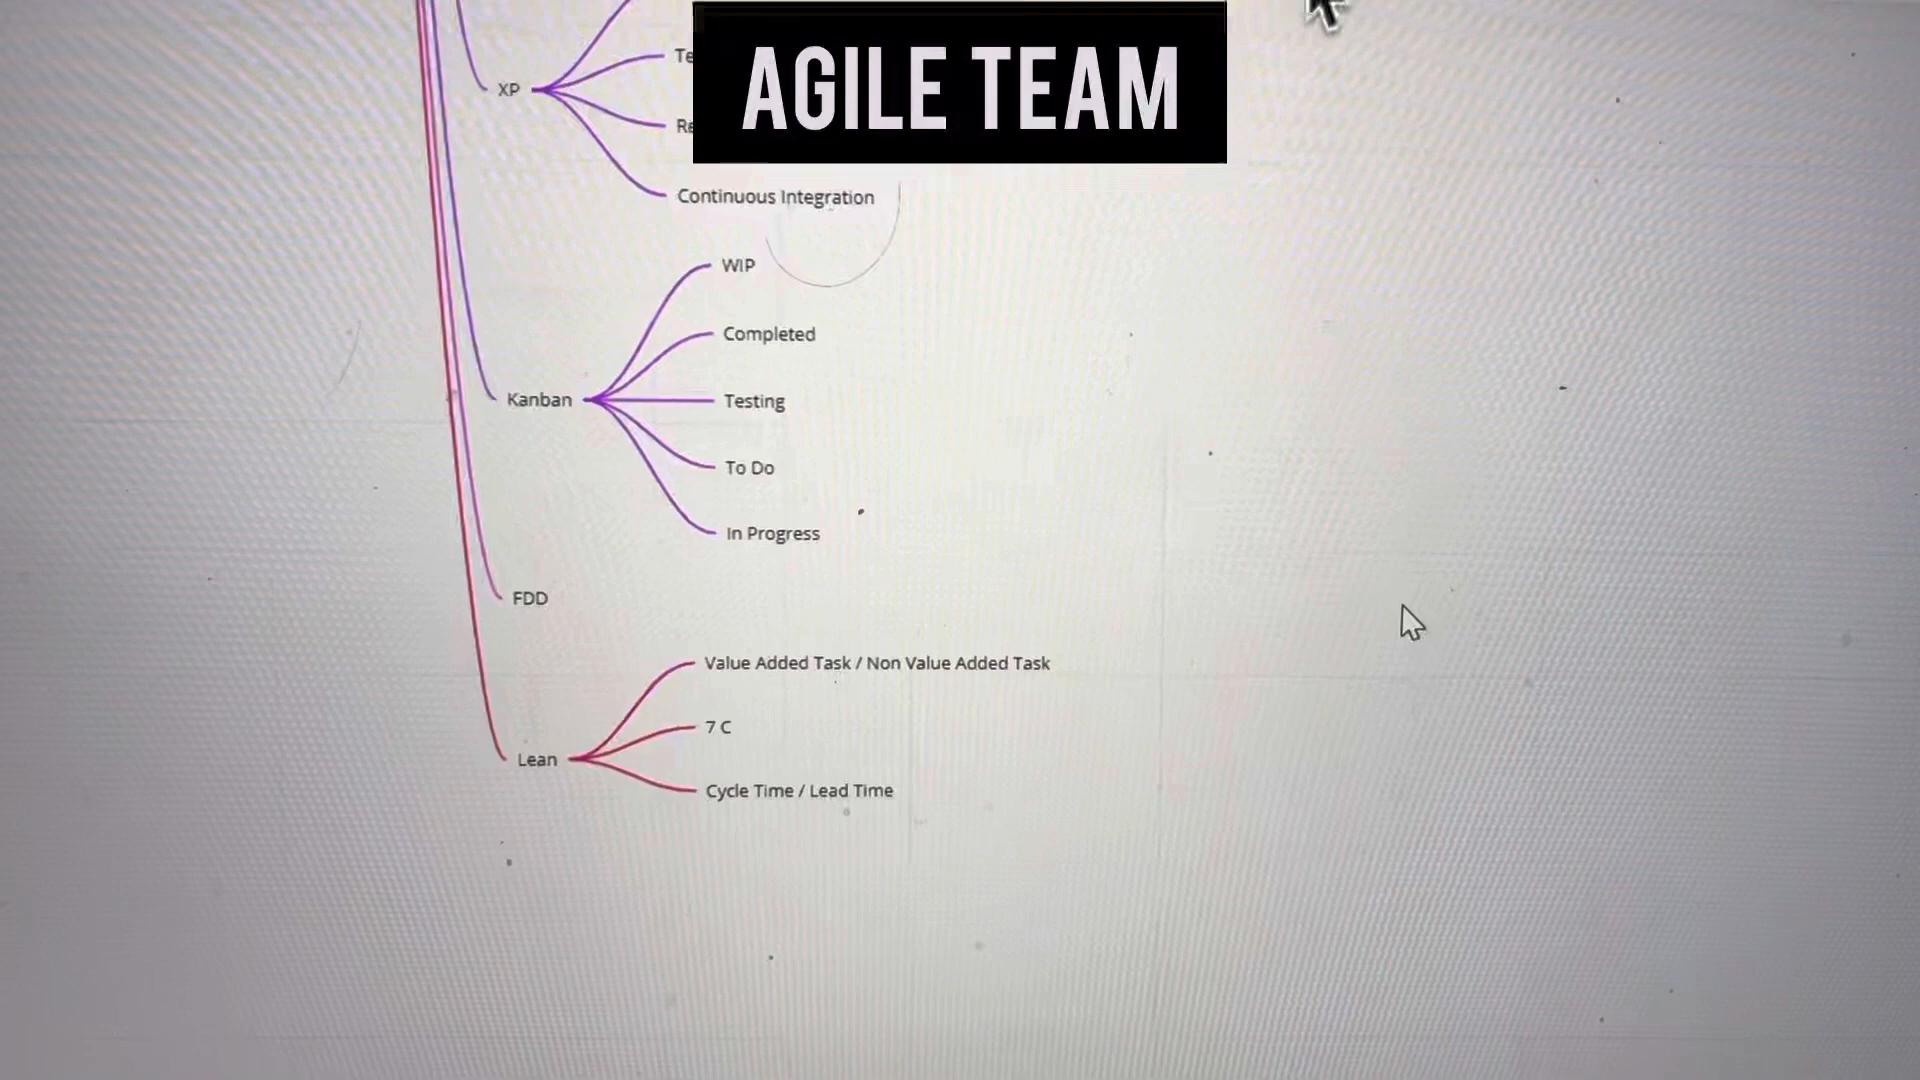 AGILE TEAM
XP
Continuous Integration
WIP
Completed
Kanban
Testing
To Do
In Progress
FDD
Value Added Task / Non Value Added Task
7 C
Lean
Cycle Time / Lead Time